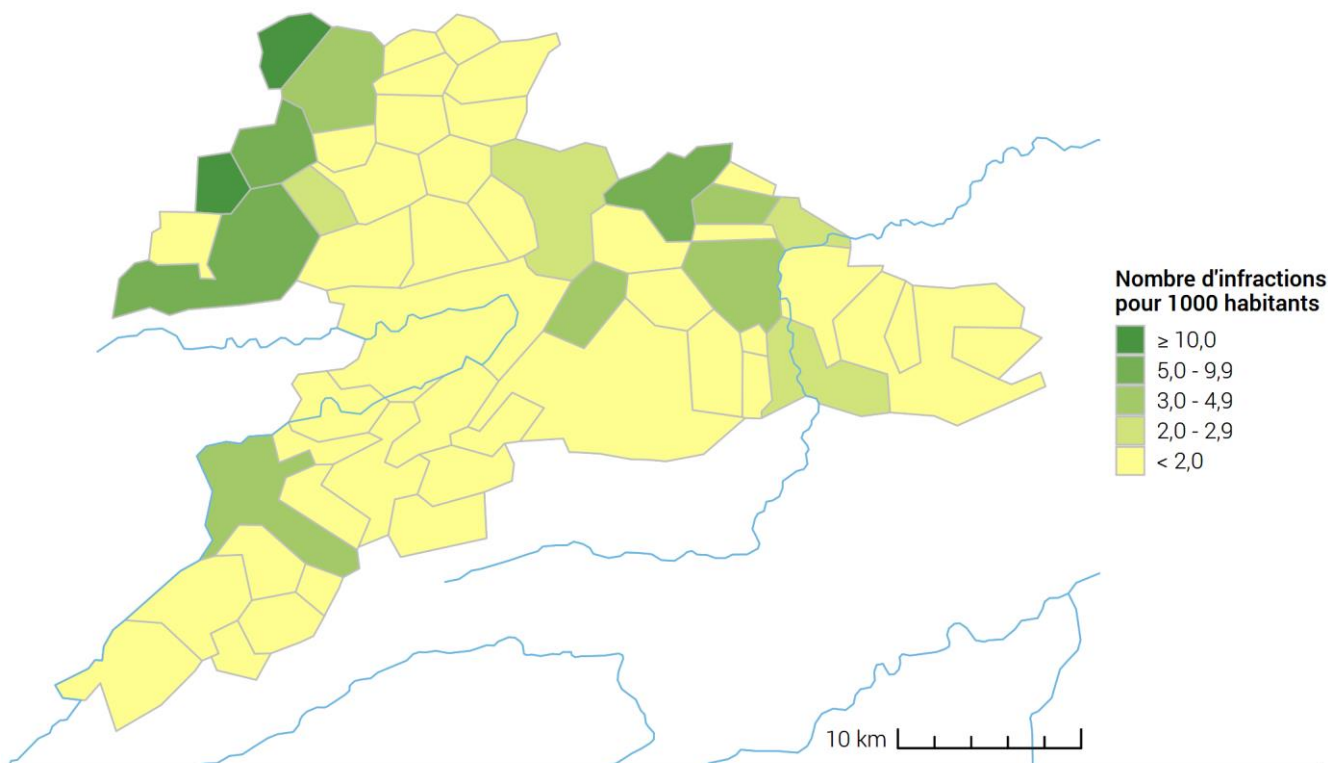 Nombre d'infractions
pour 1000 habitants
≥ 10,0
5,0 - 9,9
3,0 - 4,9
2,0 - 2,9
< 2,0
10 km